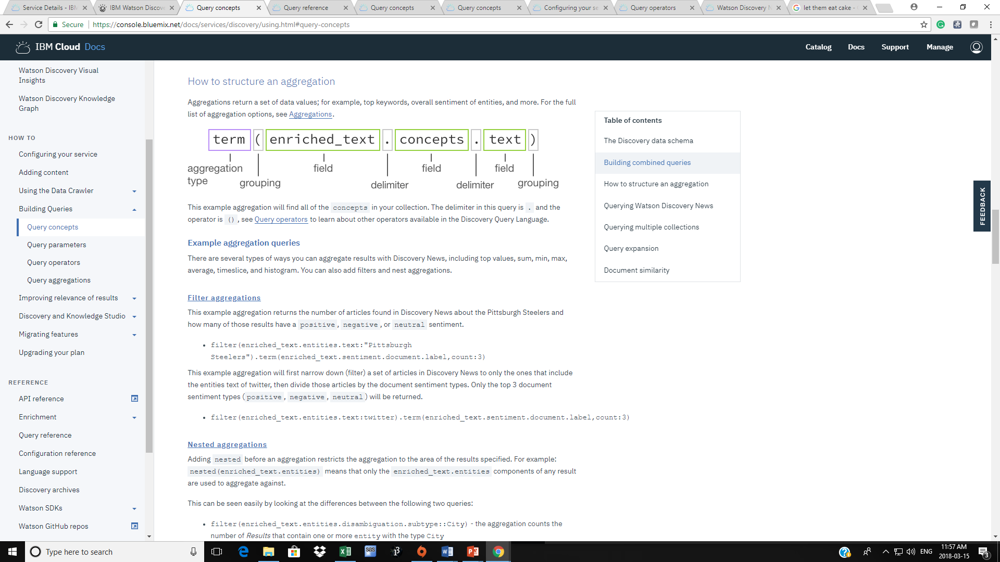 Service Details - IBM
IBM Watson Discove
Query concepts
Query reference
Query concepts
Query concepts
Configuring your se
Query operators
Watson Discovery N
let them eat cake -
Secure
https://console.bluemix.net/docs/services/discovery/using.html#query-concepts
IBM Cloud Docs
Catalog
Docs
Support
Manage
Watson Discovery Visual
Insights
Watson Discovery Knowledge
Graph
HOW TO
Configuring your service
Adding content
Using the Data Crawler
Building Queries
Query concepts
Query parameters
Query operators
Query aggregations
Improving relevance of results
Discovery and Knowledge Studio
Migrating features
Upgrading your plan
REFERENCE
API reference
Enrichment
Query reference
Configuration reference
Language support
Discovery archives
Watson SDKs
Watson GitHub repos
How to structure an aggregation
Aggregations return a set of data values; for example, top keywords, overall sentiment of entities, and more. For the full
list of aggregation options, see Aggregations.
term ( enriched_text . concepts . text )
aggregation
type
grouping
field
delimiter
field
delimiter
field
grouping
This example aggregation will find all of the concepts in your collection. The delimiter in this query is . and the
operator is (), see Query operators to learn about other operators available in the Discovery Query Language.
Example aggregation queries
There are several types of ways you can aggregate results with Discovery News, including top values, sum, min, max,
average, timeslice, and histogram. You can also add filters and nest aggregations.
Filter aggregations
This example aggregation returns the number of articles found in Discovery News about the Pittsburgh Steelers and
how many of those results have a positive, negative, or neutral sentiment.
• filter(enriched_text.entities.text:"Pittsburgh
Steelers").term(enriched_text.sentiment.document.label,count:3)
This example aggregation will first narrow down (filter) a set of articles in Discovery News to only the ones that include
the entities text of twitter, then divide those articles by the document sentiment types. Only the top 3 document
sentiment types (positive, negative, neutral) will be returned.
• filter(enriched_text.entities.text:twitter).term(enriched_text.sentiment.document.label,count:3)
Nested aggregations
Adding nested before an aggregation restricts the aggregation to the area of the results specified. For example:
nested(enriched_text.entities) means that only the enriched_text.entities components of any result
are used to aggregate against.
This can be seen easily by looking at the differences between the following two queries:
• filter(enriched_text.entities.disambiguation.subtype::City) - the aggregation counts the
number of Results that contain one or more entity with the type City
Table of contents
The Discovery data schema
Building combined queries
How to structure an aggregation
Querying Watson Discovery News
Querying multiple collections
Query expansion
Document similarity
FEEDBACK
Type here to search
ENG
11:57 AM
2018-03-15
3